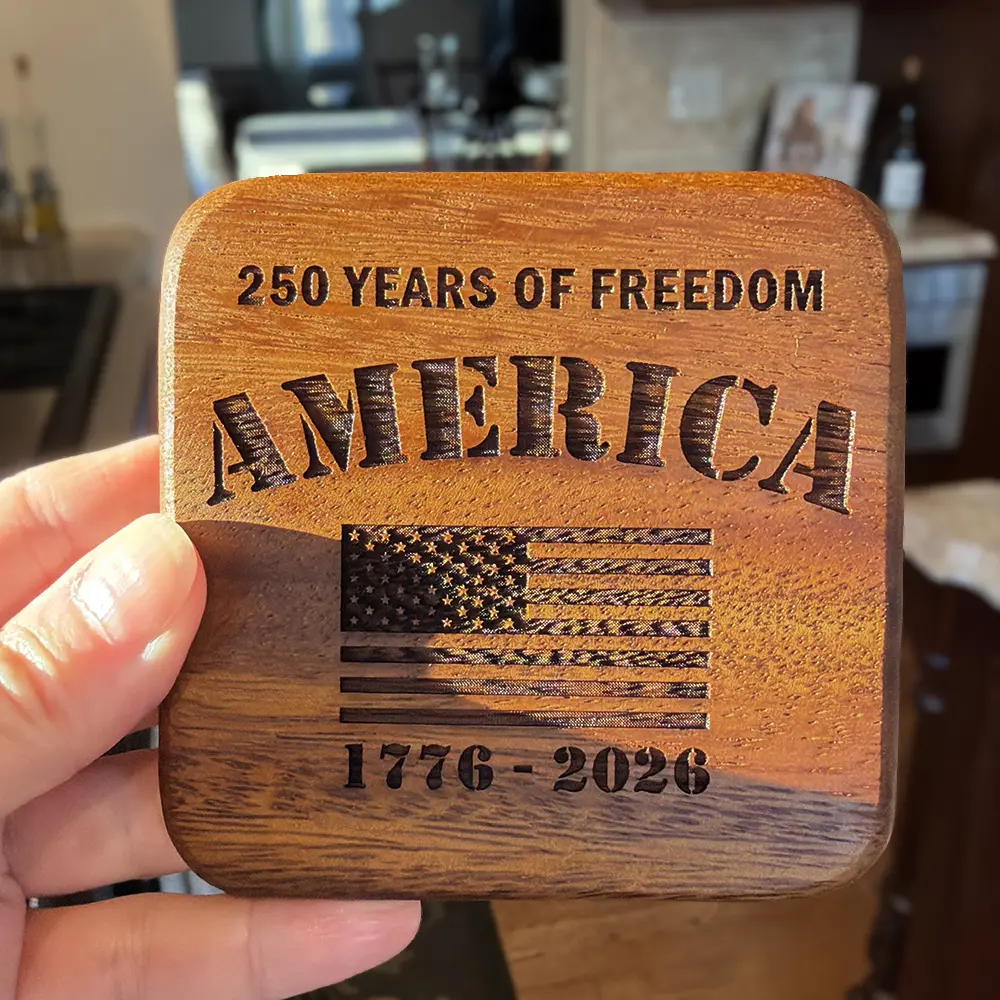 250 YEARS OF FREEDOM
AMERICA
1776 - 2026